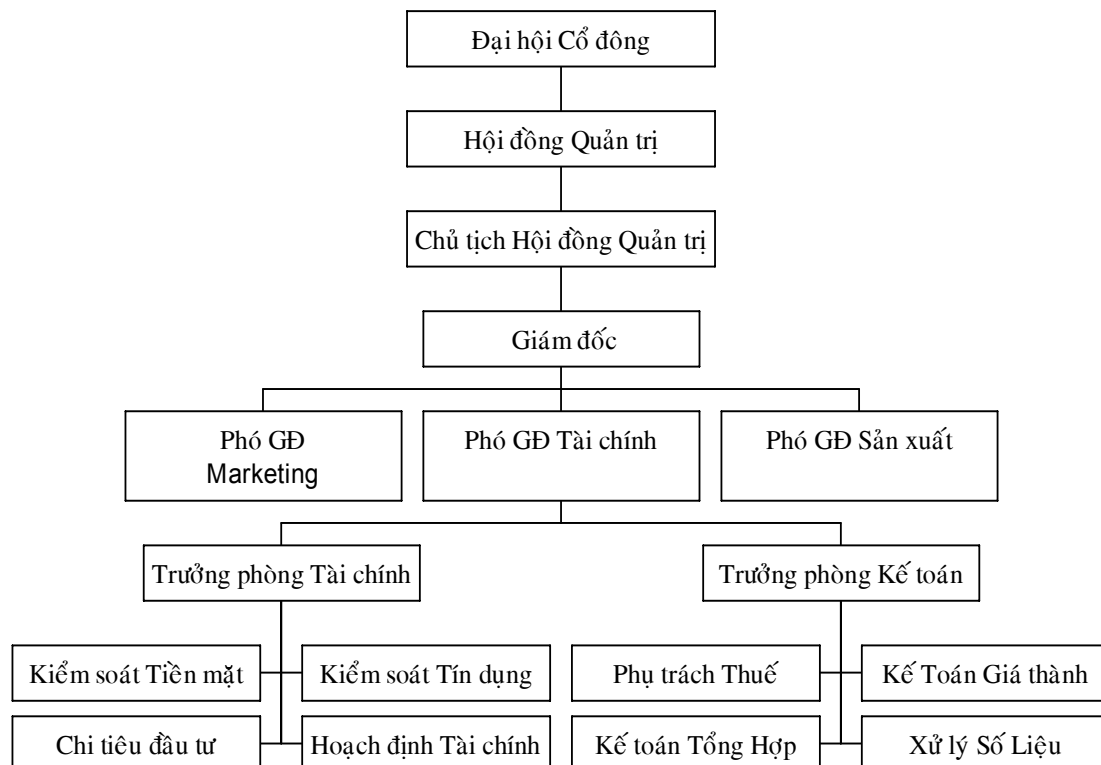 Đại hội Cổ đông
Hội đồng Quản trị
Chủ tịch Hội đồng Quản trị
Giám đốc
Phó GĐ
Marketing
Phó GĐ Tài chính
Phó GĐ Sản xuất
Trưởng phòng Tài chính
Trưởng phòng Kế toán
Kiểm soát Tiền mặt
Kiểm soát Tín dụng
Phụ trách Thuế
Kế Toán Giá thành
Chi tiêu đầu tư
Hoạch định Tài chính
Kế toán Tổng Hợp
Xử lý Số Liệu